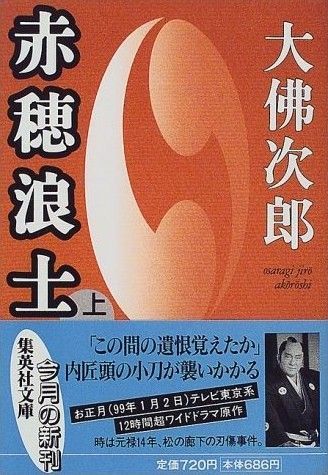 赤穂浪士
上
大佛次郎
osaragi jirō
akōrōshi
集英社文庫
今月の新刊
「この間の遺恨覚えたか」
内匠頭の小刀が襲いかかる
お正月(99年1月2日)テレビ東京系
12時間超ワイドドラマ原作
時は元禄14年、松の廊下の刃傷事件。
定価720円 本体686円